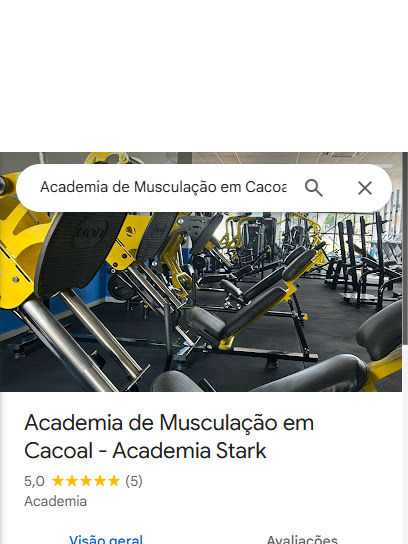 Academia de Musculação em Cacoa
Academia de Musculação em
Cacoal - Academia Stark
5,0 (5)
Academia
Visão geral
Avaliações